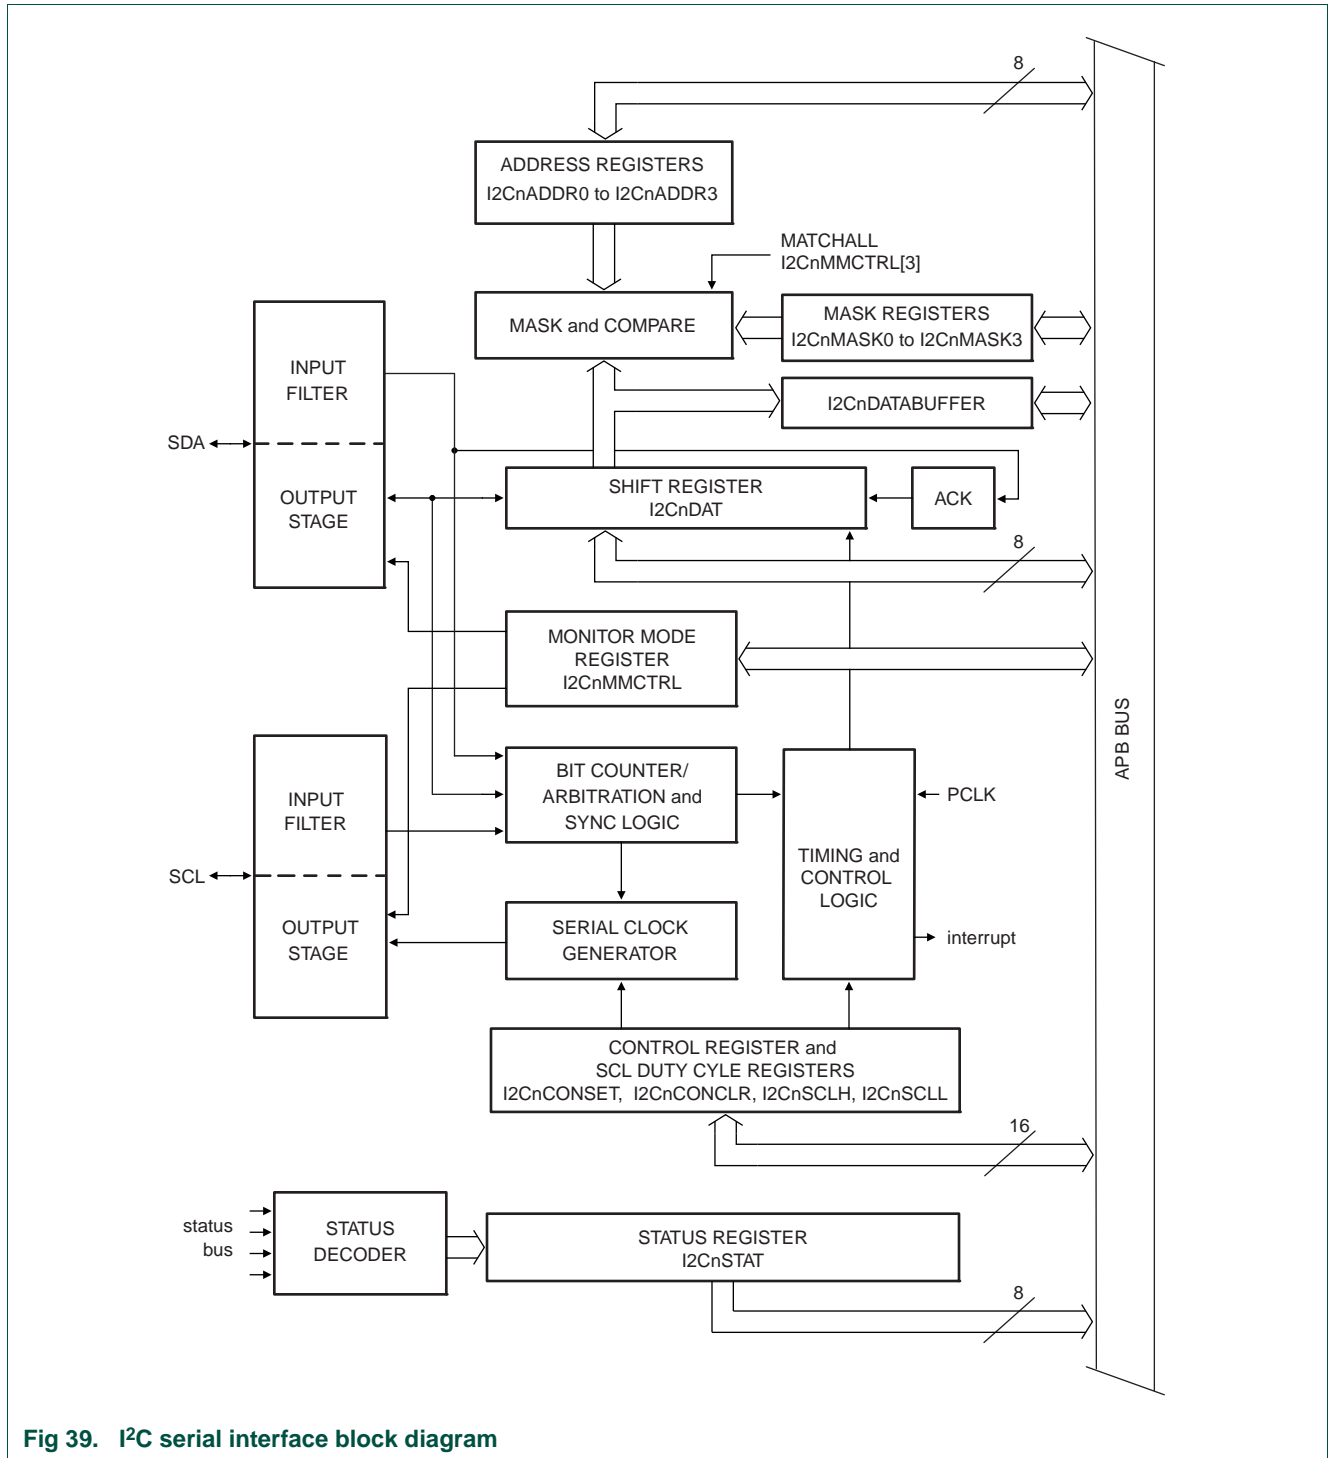 8
ADDRESS REGISTERS
I2CnADDR0 to I2CnADDR3
MATCHALL
I2CnMMCTRL[3]
MASK and COMPARE
MASK REGISTERS
I2CnMASK0 to I2CnMASK3
INPUT
FILTER
I2CnDATABUFFER
SDA
OUTPUT
STAGE
SHIFT REGISTER
I2CnDAT
ACK
8
MONITOR MODE
REGISTER
I2CnMMCTRL
APB BUS
INPUT
FILTER
BIT COUNTER/
ARBITRATION and
SYNC LOGIC
PCLK
TIMING and
CONTROL
LOGIC
SCL
OUTPUT
STAGE
SERIAL CLOCK
GENERATOR
interrupt
CONTROL REGISTER and
SCL DUTY CYLE REGISTERS
I2CnCONSET, I2CnCONCLR, I2CnSCLH, I2CnSCLL
16
status
bus
STATUS
DECODER
STATUS REGISTER
I2CnSTAT
8
Fig 39. I²C serial interface block diagram